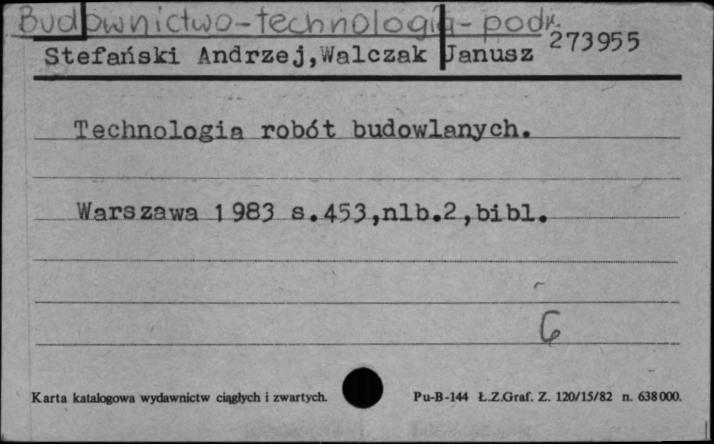 Budownictwo-technologia-podr.
273955
Stefański Andrzej,Walczak Janusz
Technologia robót budowlanych.
Warszawa 1983 s.453,nlb.2,bibl.
6
Karta katalogowa wydawnictw ciągłych i zwartych. Pu-B-144 Ł.Z.Graf. Z. 120/15/82 n. 638000.